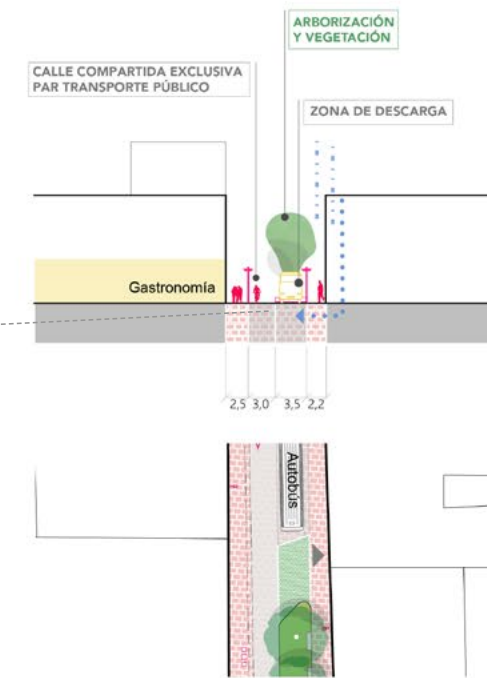 ARBORIZACIÓN
Y VEGETACIÓN
CALLE COMPARTIDA EXCLUSIVA
PAR TRANSPORTE PÚBLICO
ZONA DE DESCARGA
Gastronomía
2,5 3,0 3,5 2,2
Autobús